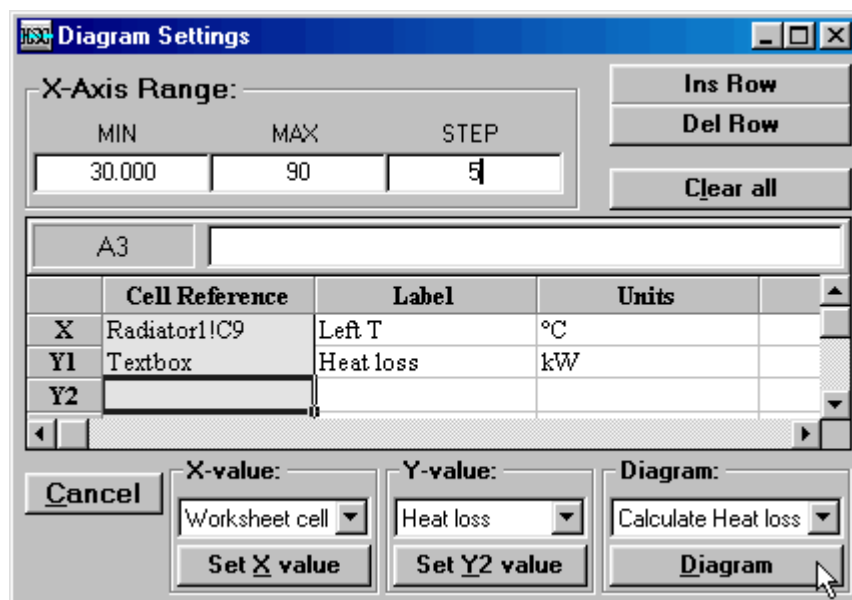 HSC Diagram Settings
X-Axis Range:
MIN MAX STEP
30.000 90 5
Ins Row
Del Row
Clear all
A3
Cell Reference Label Units
X Radiator1!C9 Left T °C
Y1 Textbox Heat loss kW
Y2
Cancel
X-value: Y-value: Diagram:
Worksheet cell Heat loss Calculate Heat loss
Set X value Set Y2 value Diagram